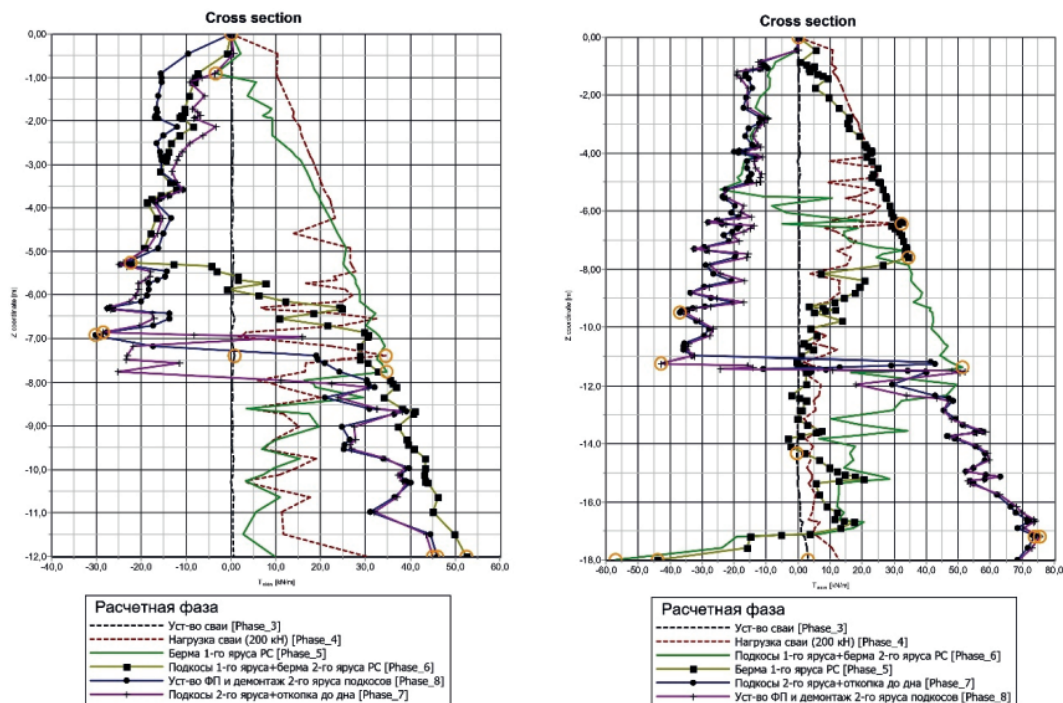 Cross section
0,00
-1,00
-2,00
-3,00
-4,00
-5,00
-6,00
-7,00
-8,00
-9,00
-10,0
-11,0
-12,0
Z coordinate [m]
-40,0 -30,0 -20,0 -10,0 0,00 10,0 20,0 30,0 40,0 50,0 60,0
[kN/m]
Расчетная фаза
Уст-во сваи [Phase_3]
Нагрузка сваи (200 кН) [Phase_4]
Берма 1-го яруса РС [Phase_5]
Подкосы 1-го яруса+берма 2-го яруса РС [Phase_6]
Уст-во ФП и демонтаж 2-го яруса подкосов [Phase_8]
Подкосы 2-го яруса+откопка до дна [Phase_7]
Cross section
0,00
-2,00
-4,00
-6,00
-8,00
-10,0
-12,0
-14,0
-16,0
-18,0
Z coordinate [m]
-60,0 -50,0 -40,0 -30,0 -20,0 -10,0 0,00 10,0 20,0 30,0 40,0 50,0 60,0 70,0 80,0
[kN/m]
Расчетная фаза
Уст-во сваи [Phase_3]
Нагрузка сваи (200 кН) [Phase_4]
Подкосы 1-го яруса+берма 2-го яруса РС [Phase_6]
Берма 1-го яруса РС [Phase_5]
Подкосы 2-го яруса+откопка до дна [Phase_7]
Уст-во ФП и демонтаж 2-го яруса подкосов [Phase_8]